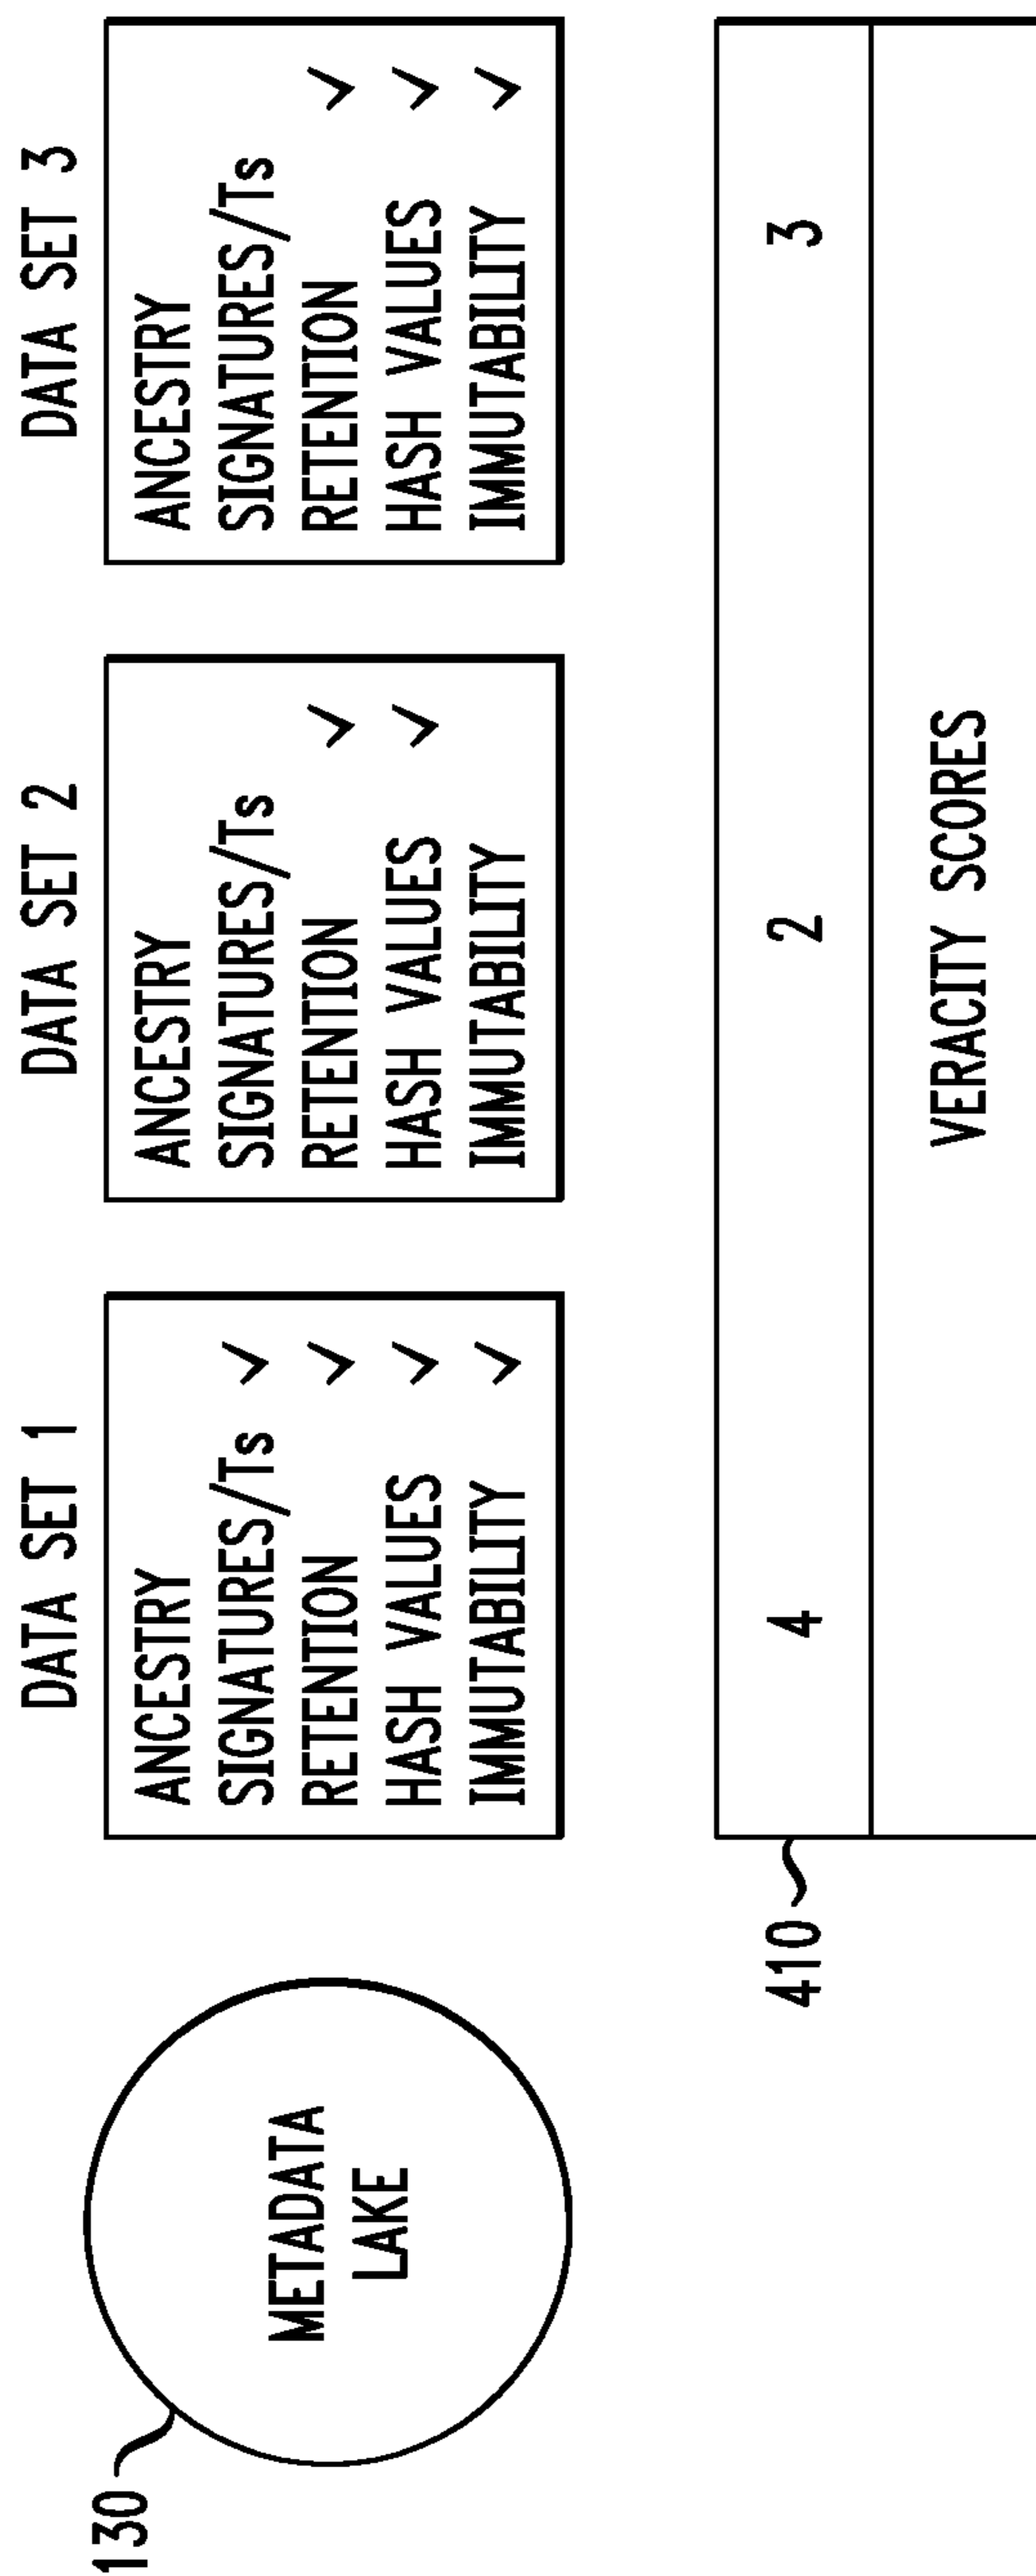 130
METADATA
LAKE
DATA SET 1
ANCESTRY
SIGNATURES/Ts ✓
RETENTION ✓
HASH VALUES ✓
IMMUTABILITY ✓
DATA SET 2
ANCESTRY
SIGNATURES/Ts
RETENTION ✓
HASH VALUES ✓
IMMUTABILITY
DATA SET 3
ANCESTRY
SIGNATURES/Ts
RETENTION ✓
HASH VALUES ✓
IMMUTABILITY ✓
410
4 2 3
VERACITY SCORES